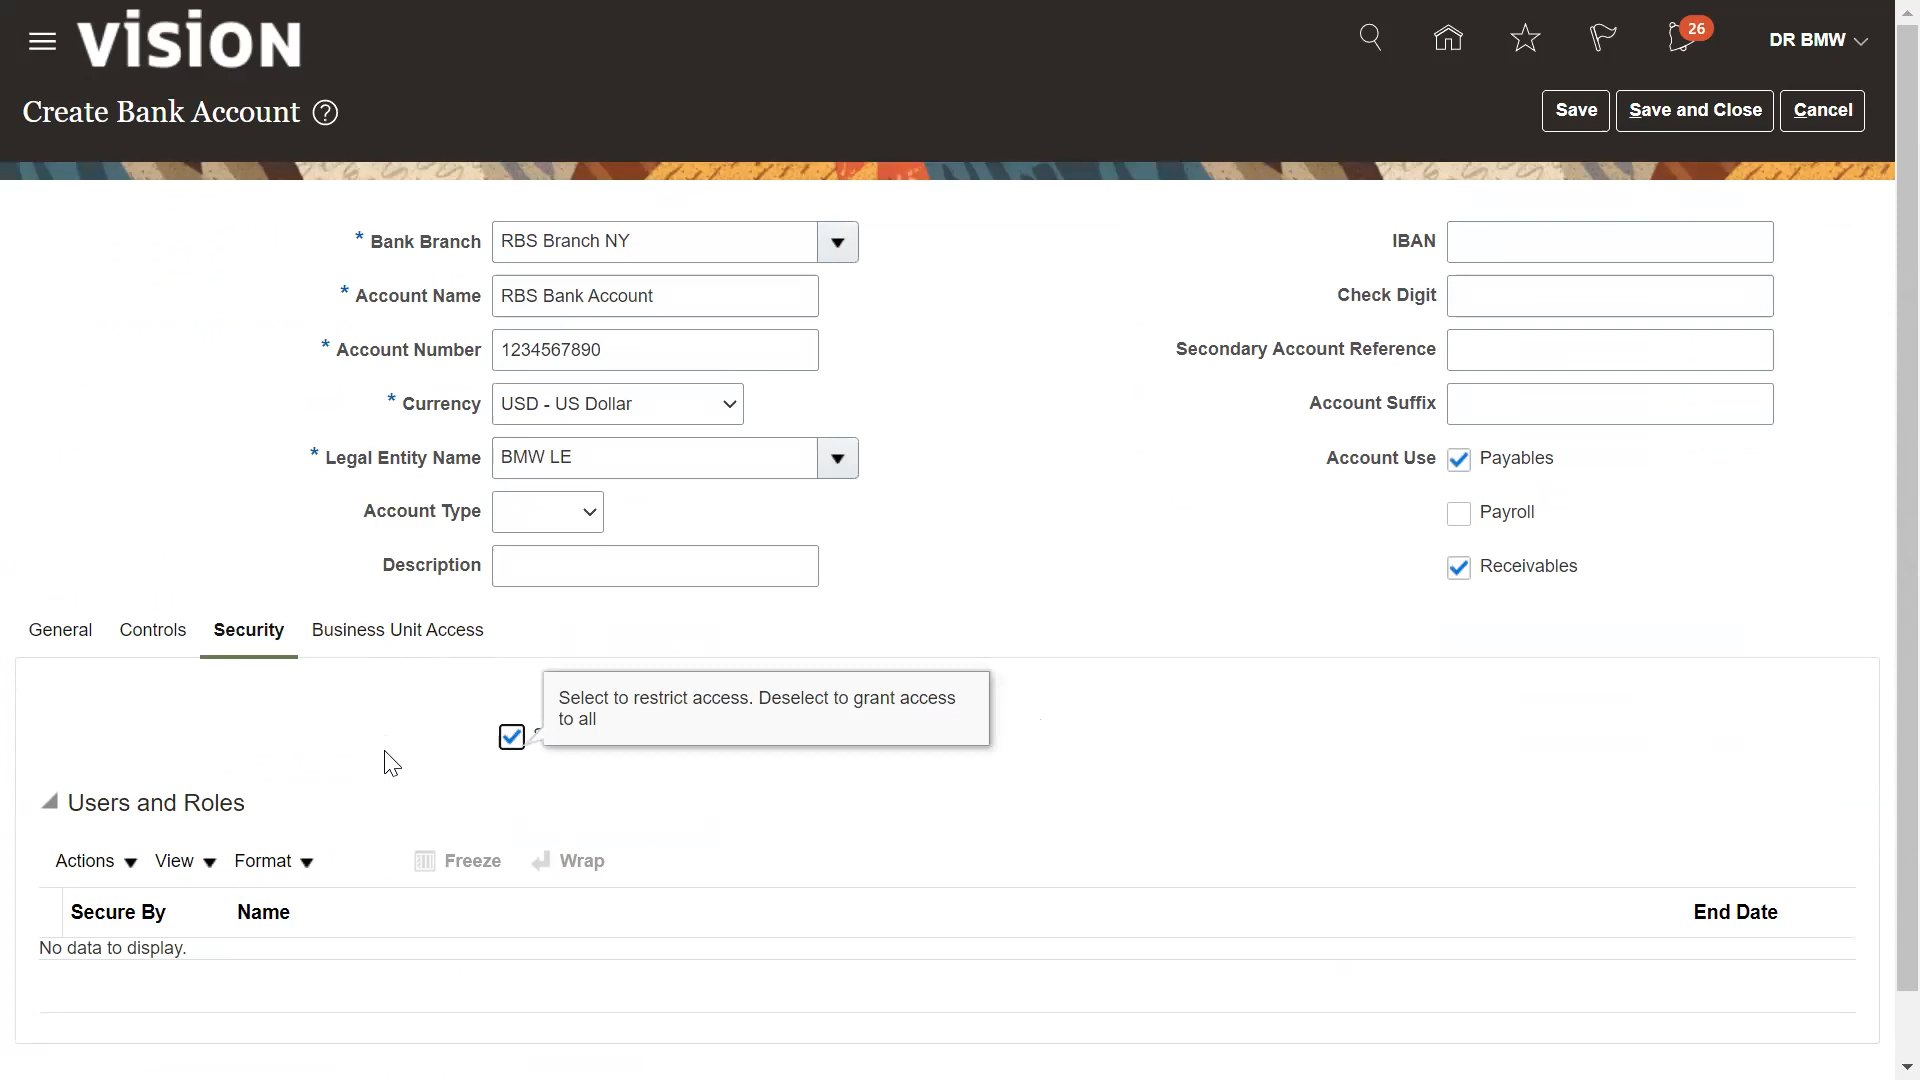 vision
26
DR BMW
Create Bank Account ?
Save
Save and Close
Cancel
* Bank Branch RBS Branch NY
* Account Name RBS Bank Account
* Account Number 1234567890
* Currency USD - US Dollar
* Legal Entity Name BMW LE
Account Type
Description
IBAN
Check Digit
Secondary Account Reference
Account Suffix
Account Use Payables
Payroll
Receivables
General Controls Security Business Unit Access
Select to restrict access. Deselect to grant access
to all
Users and Roles
Actions View Format Freeze Wrap
Secure By Name End Date
No data to display.